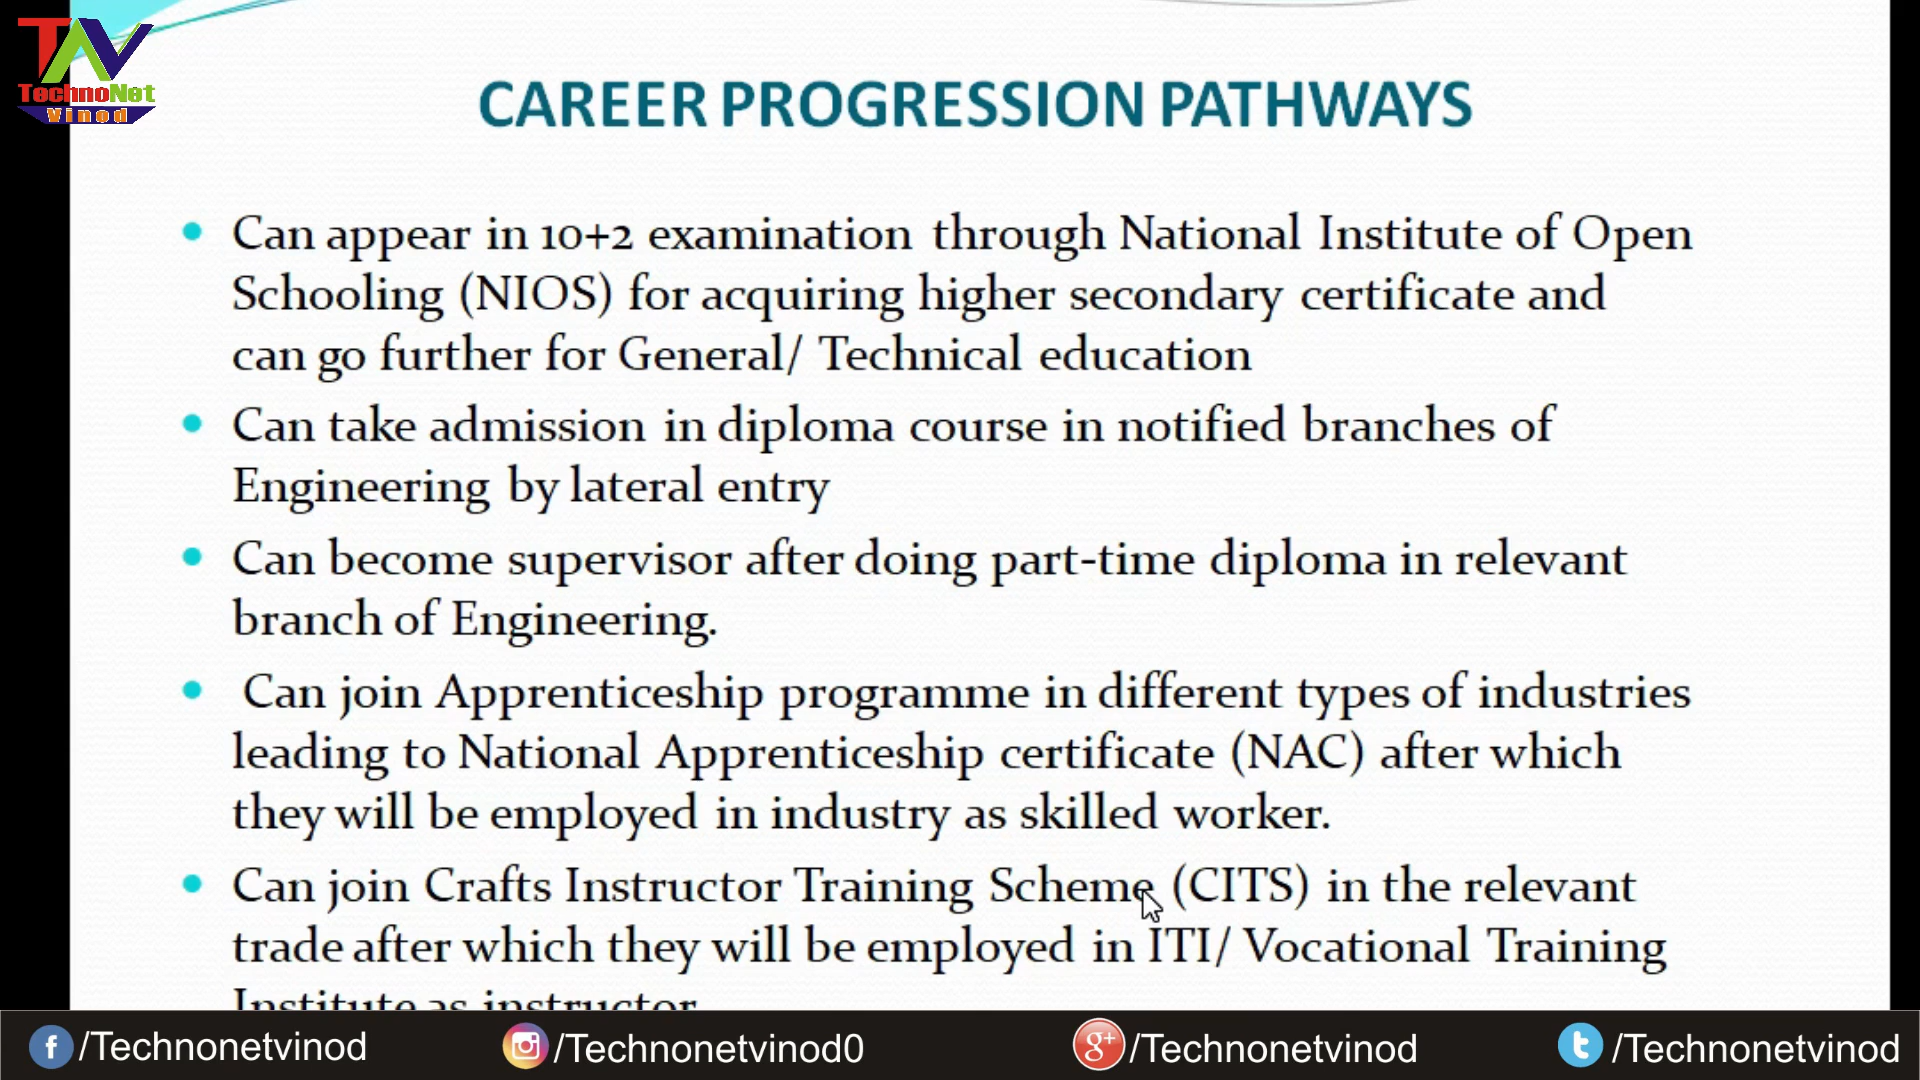 TAV
TechnoNet
Vinod
CAREER PROGRESSION PATHWAYS
• Can appear in 10+2 examination through National Institute of Open
Schooling (NIOS) for acquiring higher secondary certificate and
can go further for General/ Technical education
• Can take admission in diploma course in notified branches of
Engineering by lateral entry
• Can become supervisor after doing part-time diploma in relevant
branch of Engineering.
• Can join Apprenticeship programme in different types of industries
leading to National Apprenticeship certificate (NAC) after which
they will be employed in industry as skilled worker.
• Can join Crafts Instructor Training Scheme (CITS) in the relevant
trade after which they will be employed in ITI/ Vocational Training
Institute as instructor
f /Technonetvinod
/Technonetvinod0
g+ /Technonetvinod
t /Technonetvinod